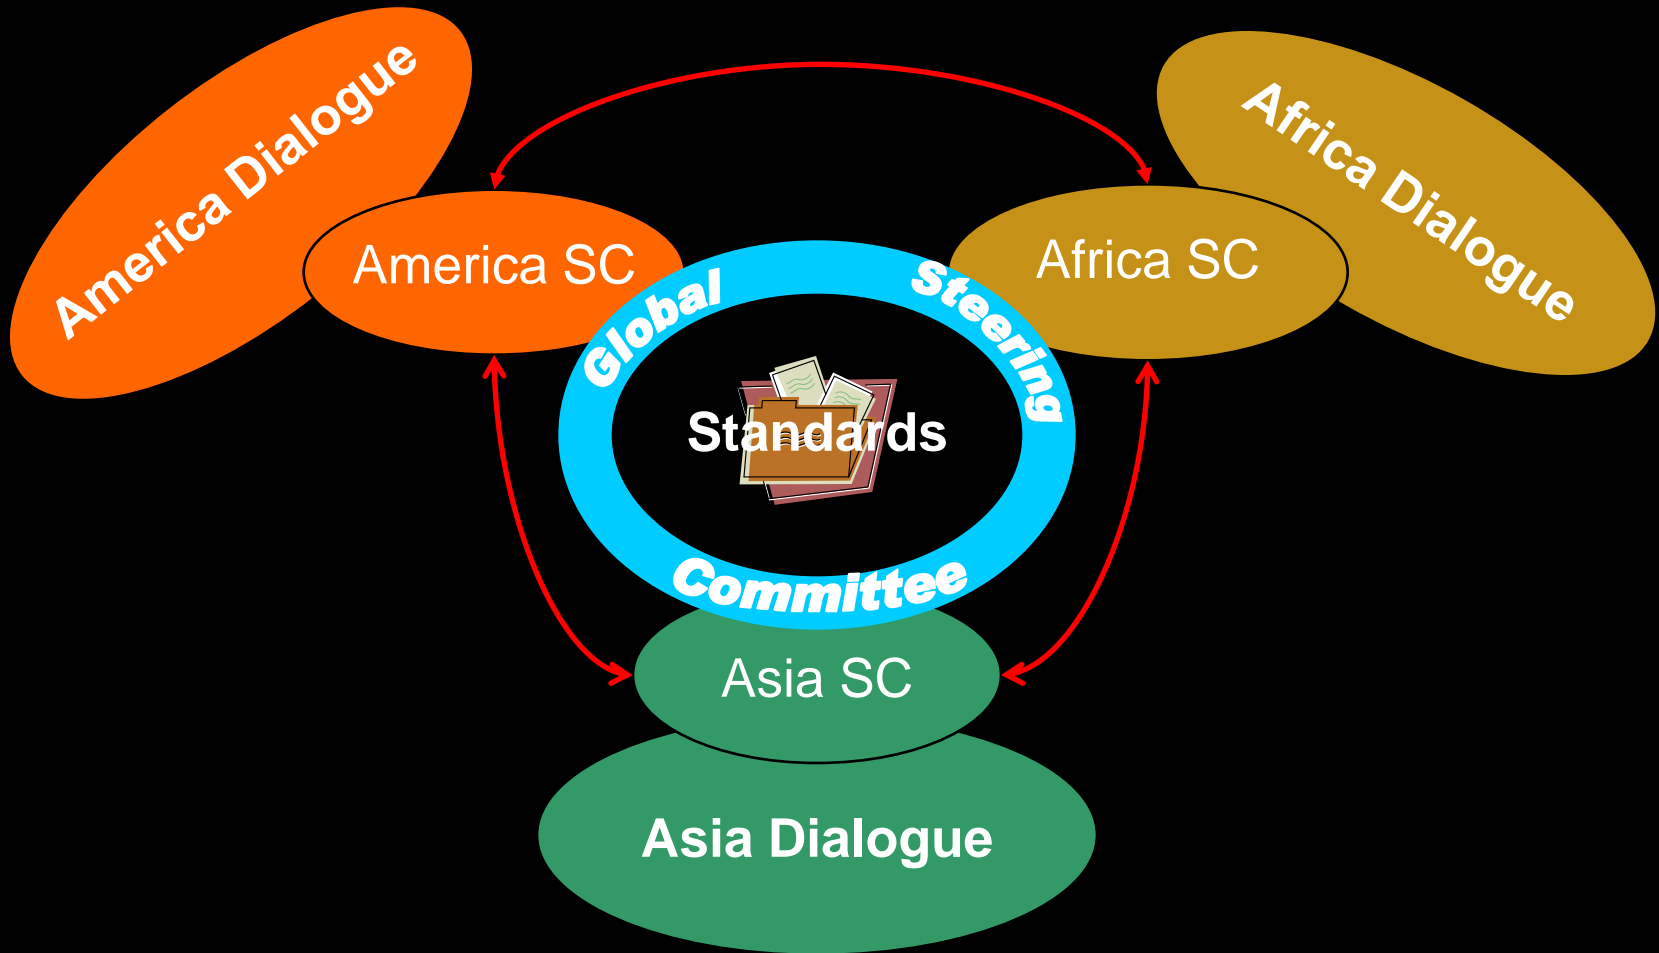 America Dialogue
Africa Dialogue
America SC
Africa SC
Global
Steering
Committee
Standards
Asia SC
Asia Dialogue